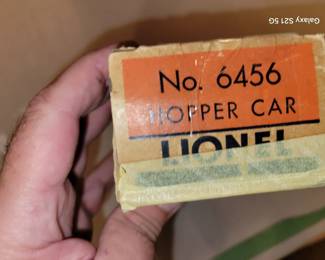 Galaxy S21 5G
No. 6456
HOPPER CAR
LIONEL